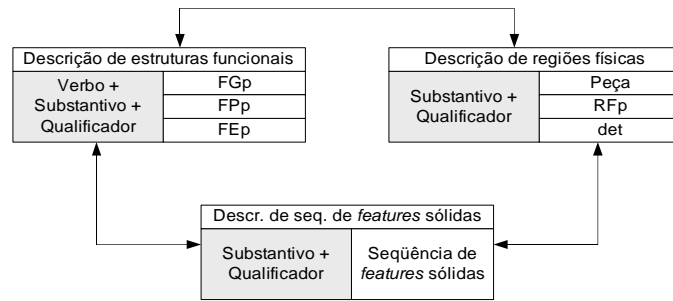 Descrição de estruturas funcionais
Verbo +
Substantivo +
Qualificador
FGp
FPp
FEp
Descrição de regiões físicas
Substantivo +
Qualificador
Peça
RFp
det
Descr. de seq. de features sólidas
Substantivo +
Qualificador
Seqüência de
features sólidas